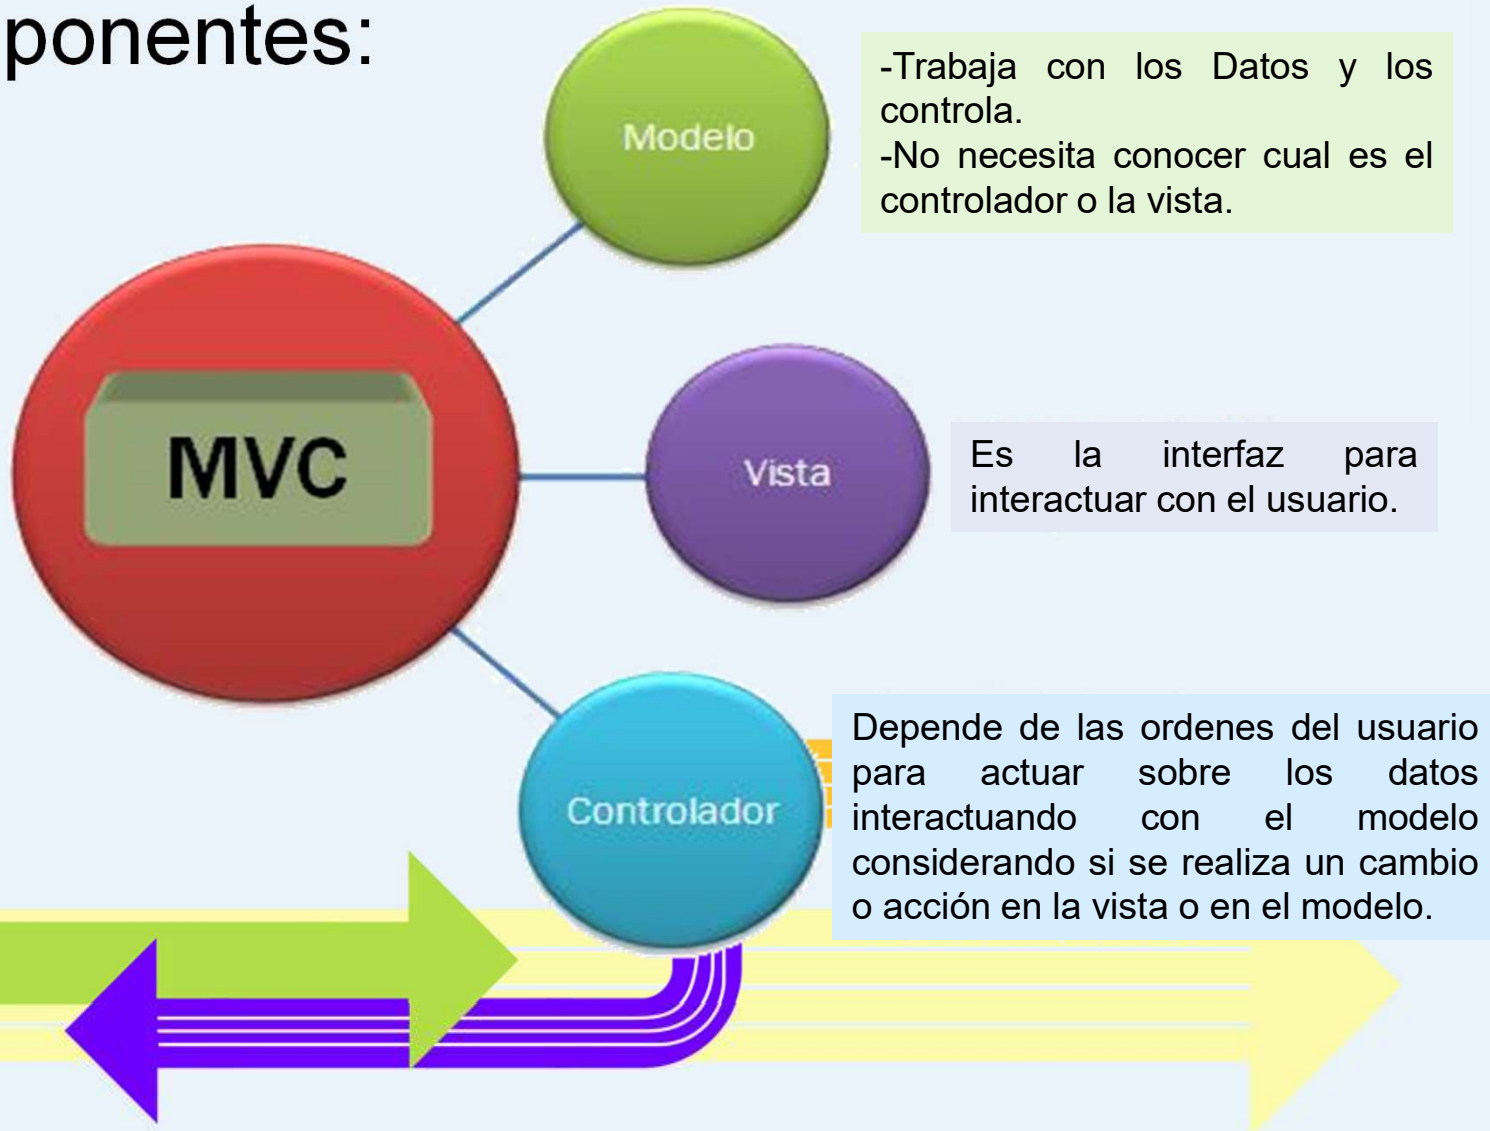 ponentes:
Modelo
-Trabaja con los Datos y los
controla.
-No necesita conocer cual es el
controlador o la vista.
MVC
Vista
Es la interfaz para
interactuar con el usuario.
Controlador
Depende de las ordenes del usuario
para actuar sobre los datos
interactuando con el modelo
considerando si se realiza un cambio
o acción en la vista o en el modelo.